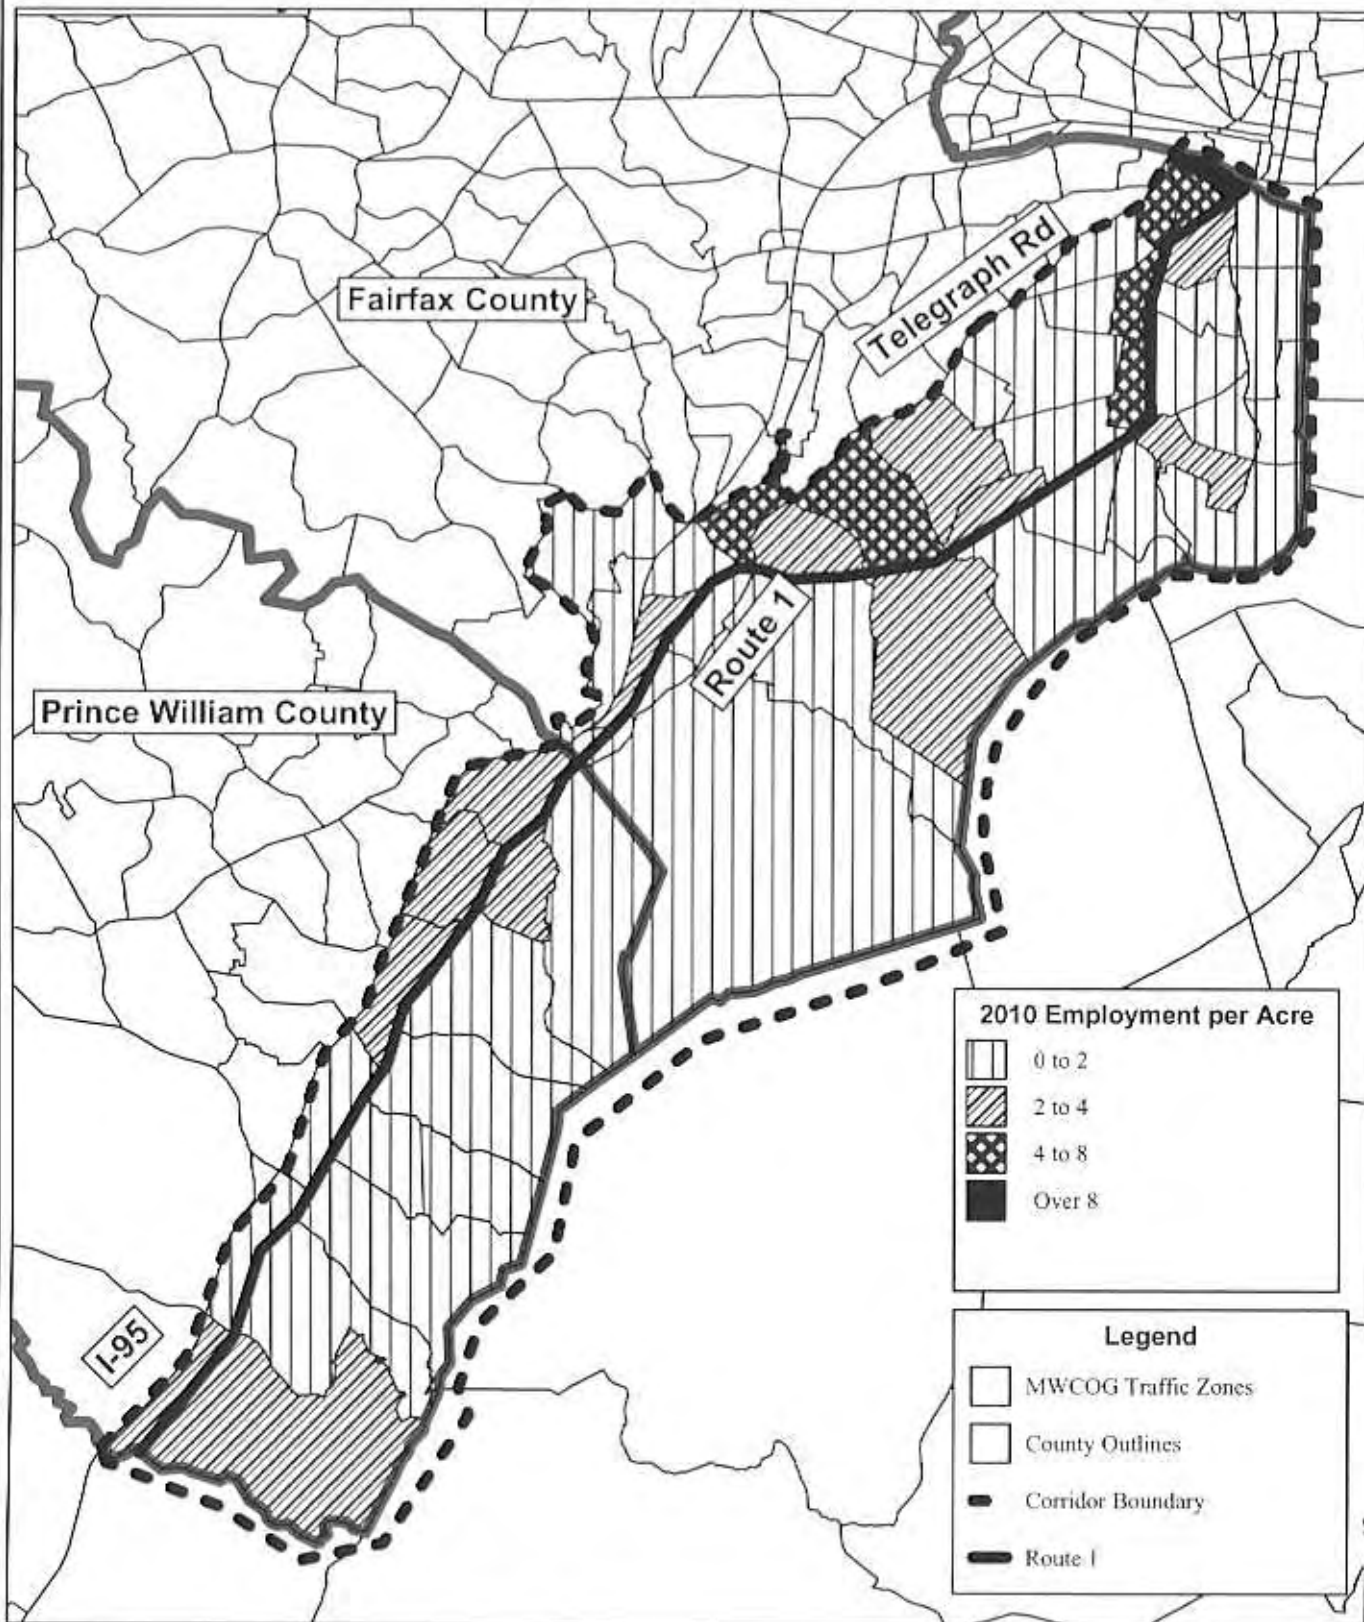 Telegraph Rd
Fairfax County
Route 1
Prince William County
I-95
2010 Employment per Acre
0 to 2
2 to 4
4 to 8
Over 8
Legend
MWCOG Traffic Zones
County Outlines
Corridor Boundary
Route 1